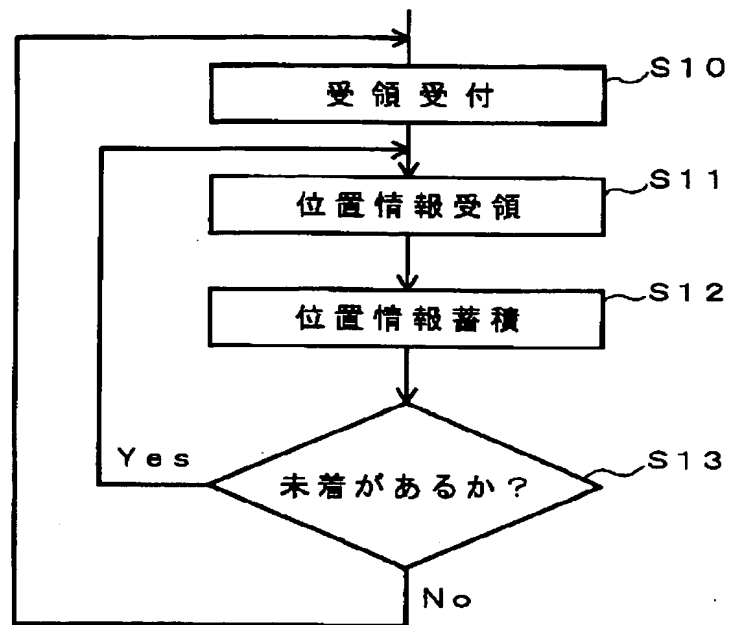 受領受付
S10
位置情報受領
S11
位置情報蓄積
S12
未着があるか?
S13
Yes
No